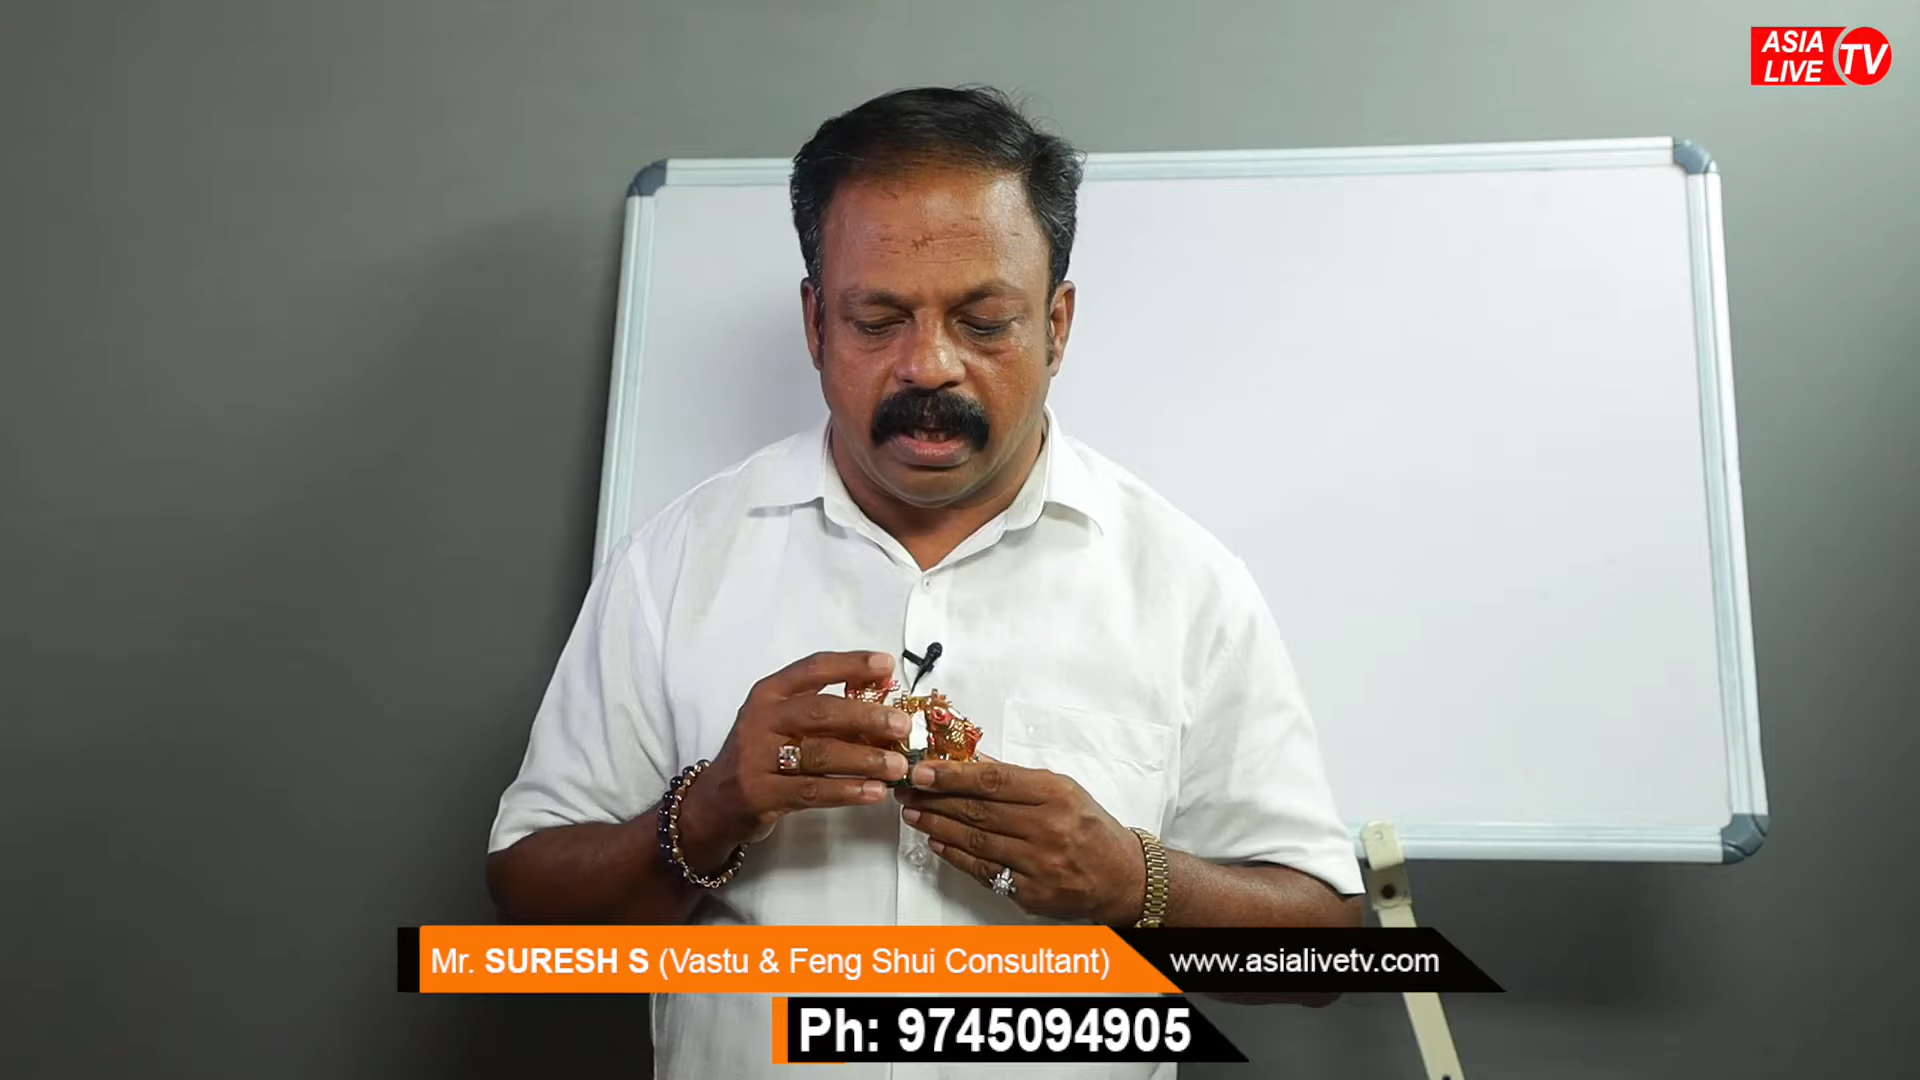 ASIA
LIVE TV
Mr. SURESH S (Vastu & Feng Shui Consultant) www.asialivetv.com
Ph: 9745094905